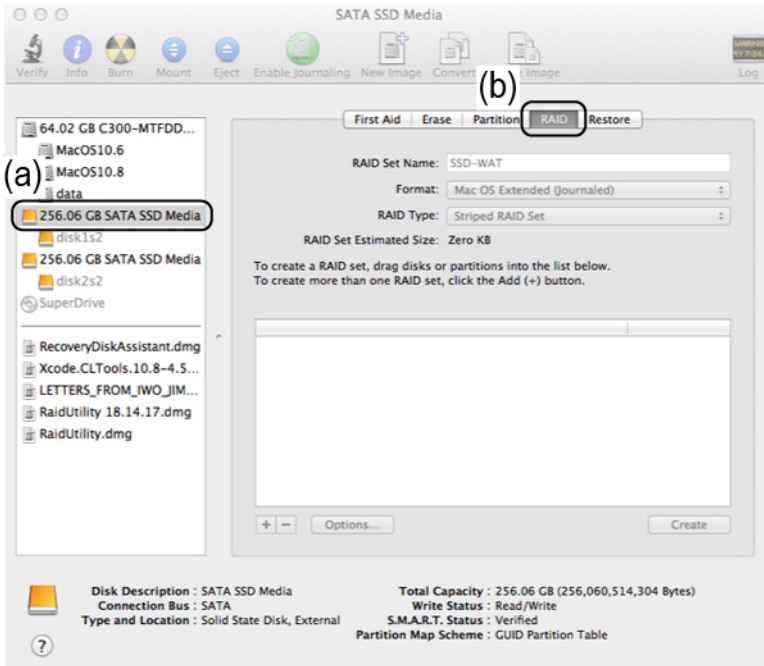 SATA SSD Media
Verify Info Burn Mount Eject Enable Journaling New Image Convert Image Log
(b)
First Aid Erase Partition RAID Restore
64.02 GB C300-MTFDD...
MacOS10.6
(a)
MacOS10.8
data
256.06 GB SATA SSD Media
disk1s2
256.06 GB SATA SSD Media
disk2s2
SuperDrive
RecoveryDiskAssistant.dmg
Xcode.CLTools.10.8-4.5...
LETTERS_FROM_IWO_JIM...
RaidUtility 18.14.17.dmg
RaidUtility.dmg
RAID Set Name: SSD-WAT
Format: Mac OS Extended (Journaled)
RAID Type: Striped RAID Set
RAID Set Estimated Size: Zero KB
To create a RAID set, drag disks or partitions into the list below.
To create more than one RAID set, click the Add (+) button.
+ − Options... Create
Disk Description : SATA SSD Media
Connection Bus : SATA
Type and Location : Solid State Disk, External
Total Capacity : 256.06 GB (256,060,514,304 Bytes)
Write Status : Read/Write
S.M.A.R.T. Status : Verified
Partition Map Scheme : GUID Partition Table
?